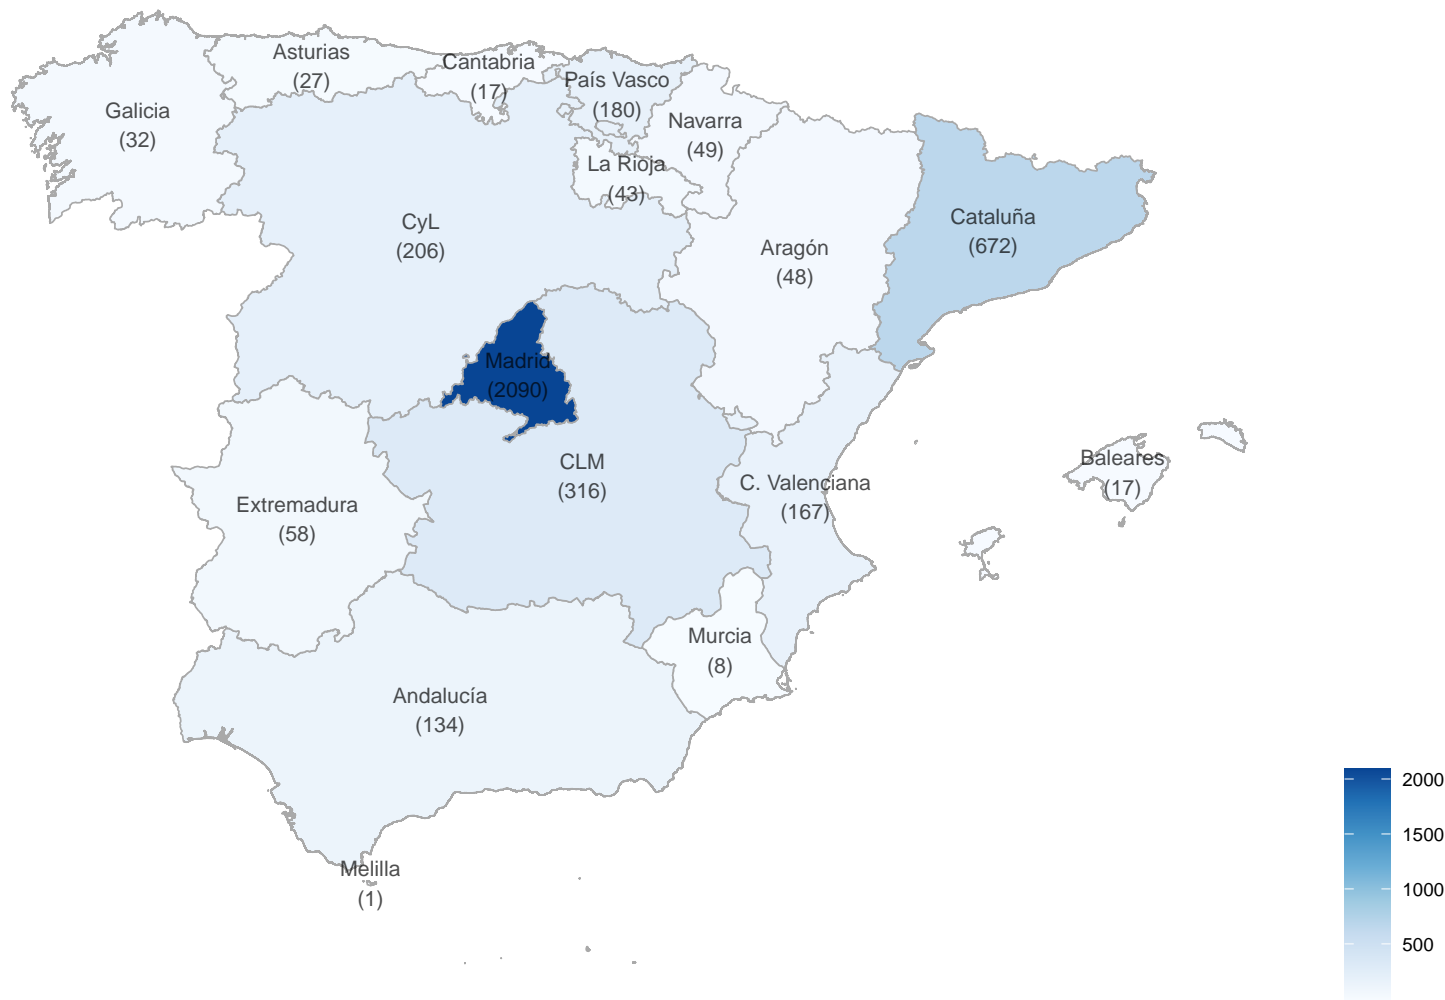 Asturias
(27)
Cantabria
(17)
País Vasco
(180)
Galicia
(32)
Navarra
(49)
La Rioja
(43)
CyL
(206)
Cataluña
(672)
Aragón
(48)
Madrid
(2090)
CLM
(316)
Baleares
(17)
C. Valenciana
(167)
Extremadura
(58)
Murcia
(8)
Andalucía
(134)
Melilla
(1)
2000
1500
1000
500